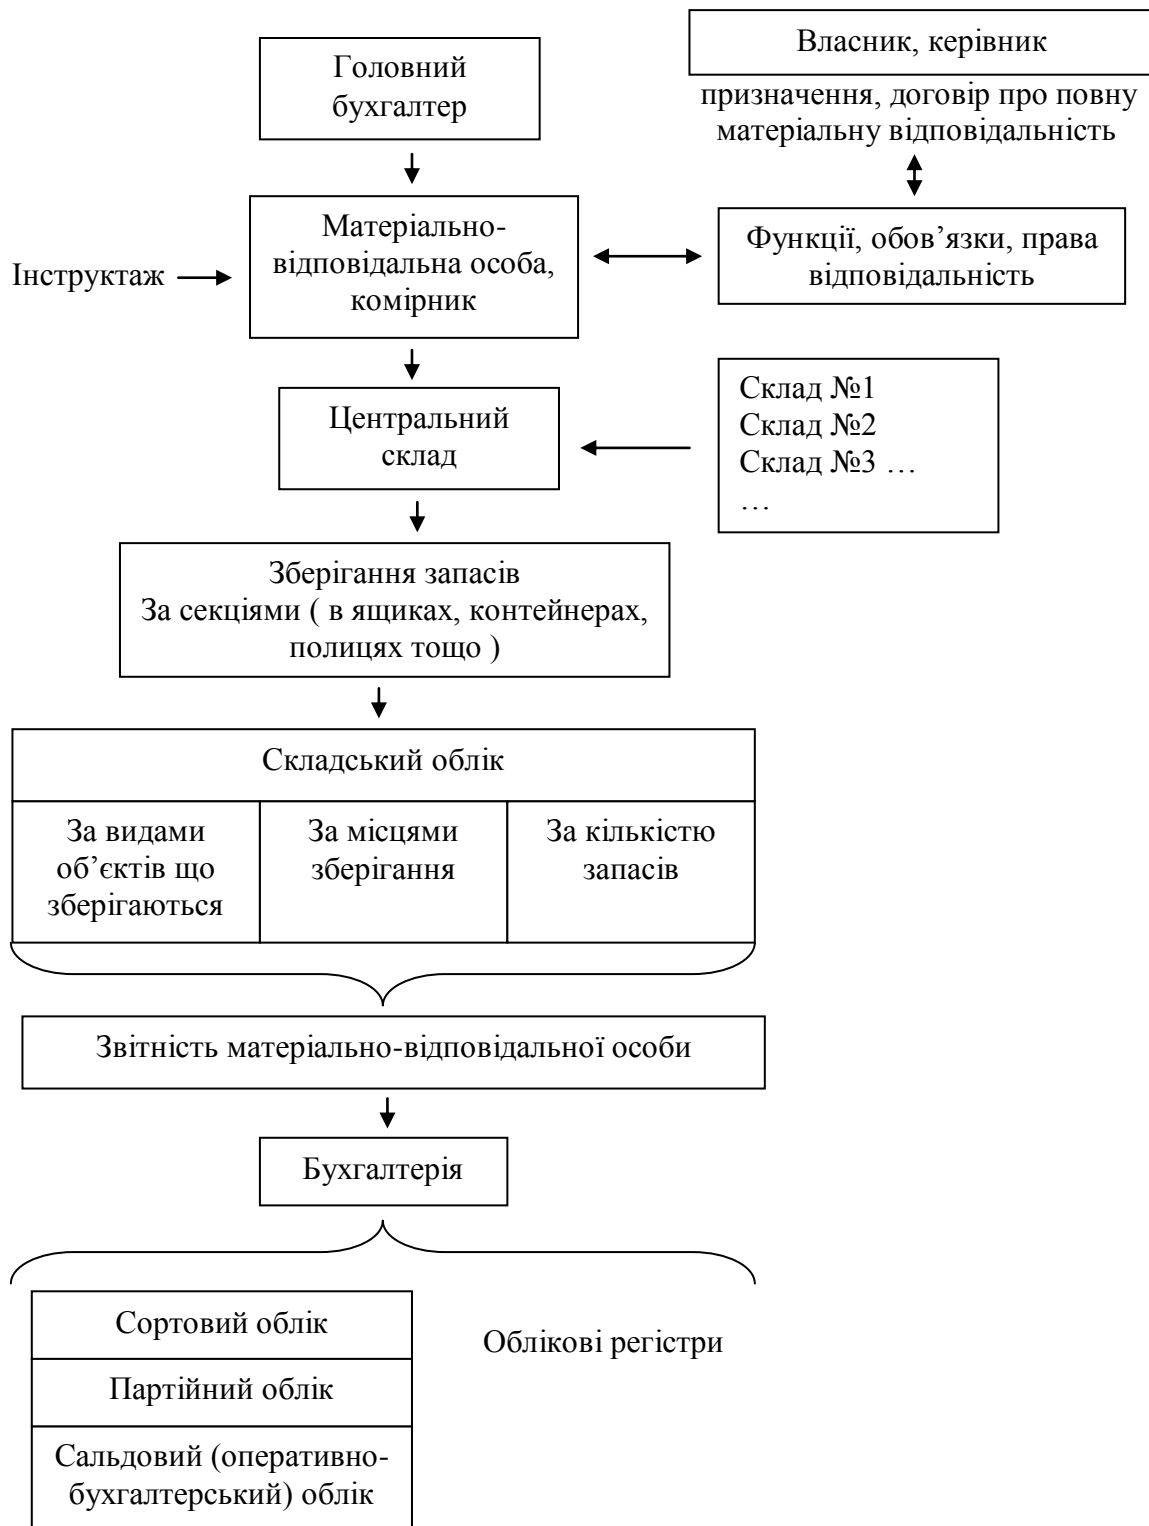 Головний
бухгалтер
Власник, керівник
призначення, договір про повну
матеріальну відповідальність
Інструктаж
Матеріально-
відповідальна особа,
комірник
Функції, обов’язки, права
відповідальність
Центральний
склад
Склад №1
Склад №2
Склад №3 …
…
Зберігання запасів
За секціями ( в ящиках, контейнерах,
полицях тощо )
Складський облік
За видами
об’єктів що
зберігаються
За місцями
зберігання
За кількістю
запасів
Звітність матеріально-відповідальної особи
Бухгалтерія
Сортовий облік
Партійний облік
Сальдовий (оперативно-
бухгалтерський) облік
Облікові регістри